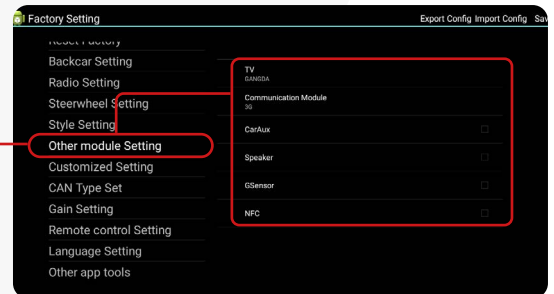 Factory Setting
Export Config Import Config Sav
Reset Factory
Backcar Setting
Radio Setting
Steerwheel Setting
Style Setting
Other module Setting
Customized Setting
CAN Type Set
Gain Setting
Remote control Setting
Language Setting
Other app tools
TV
GANGDA
Communication Module
3G
CarAux
Speaker
GSensor
NFC